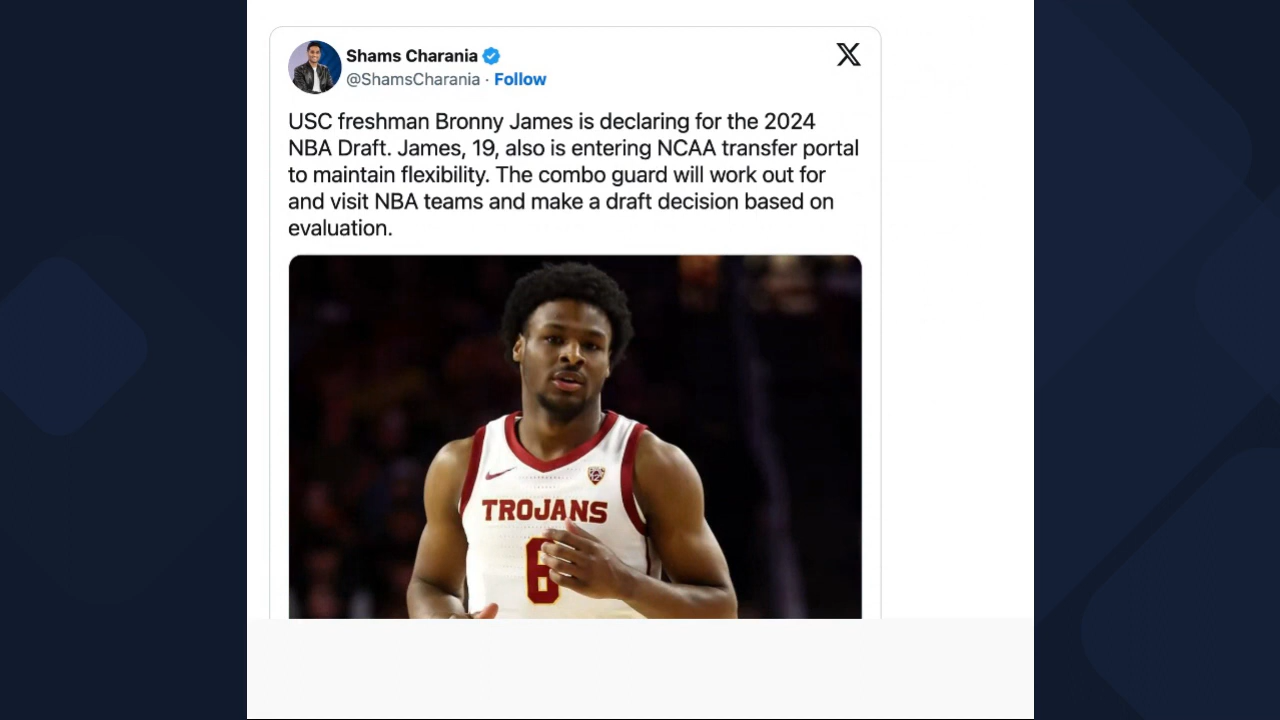 Shams Charania
@ShamsCharania · Follow
USC freshman Bronny James is declaring for the 2024
NBA Draft. James, 19, also is entering NCAA transfer portal
to maintain flexibility. The combo guard will work out for
and visit NBA teams and make a draft decision based on
evaluation.
TROJANS
6